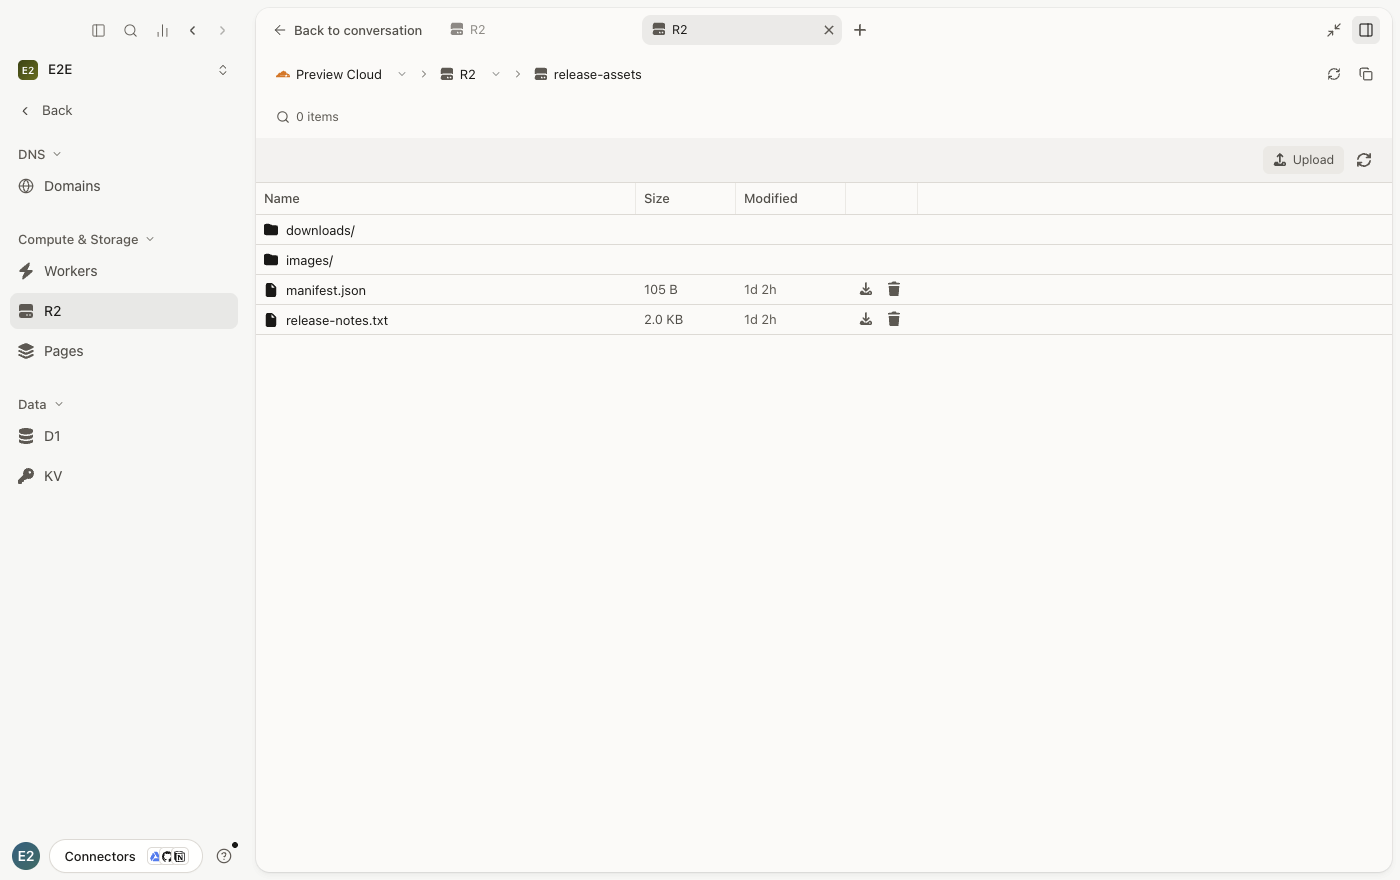 E2 E2E
Back
DNS
Domains
Compute & Storage
Workers
R2
Pages
Data
D1
KV
E2 Connectors
Back to conversation R2 R2
Preview Cloud R2 release-assets
0 items
Upload
Name Size Modified
downloads/
images/
manifest.json 105 B 1d 2h
release-notes.txt 2.0 KB 1d 2h